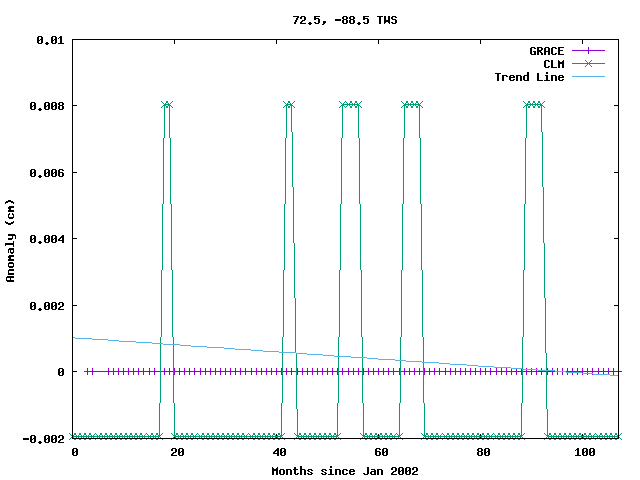 72.5, -88.5 TWS
0.01
0.008
0.006
0.004
0.002
0
-0.002
Anomaly (cm)
GRACE
CLM
Trend Line
0 20 40 60 80 100
Months since Jan 2002